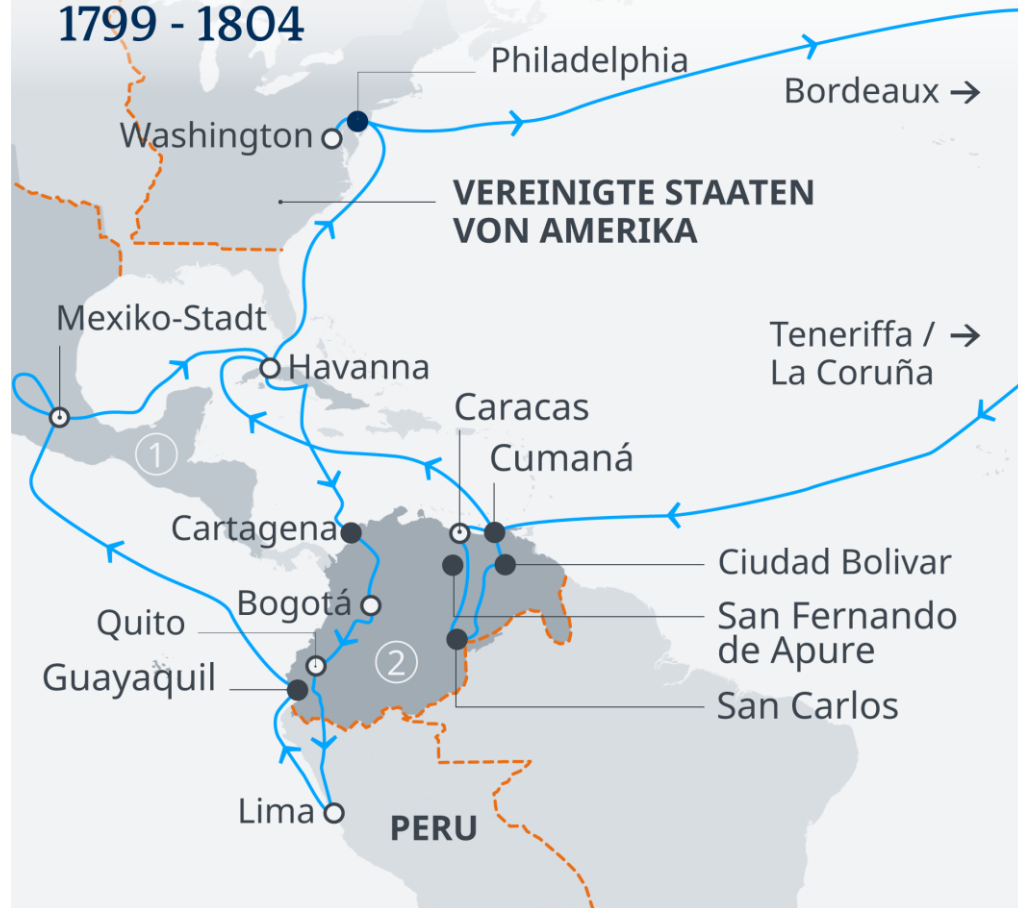 1799 - 1804
Philadelphia
Bordeaux →
Washington
VEREINIGTE STAATEN
VON AMERIKA
Mexiko-Stadt
Teneriffa / →
La Coruña
Havanna
Caracas
1
Cumaná
Cartagena
Ciudad Bolivar
Bogotá
San Fernando
de Apure
Quito
2
Guayaquil
San Carlos
Lima
PERU